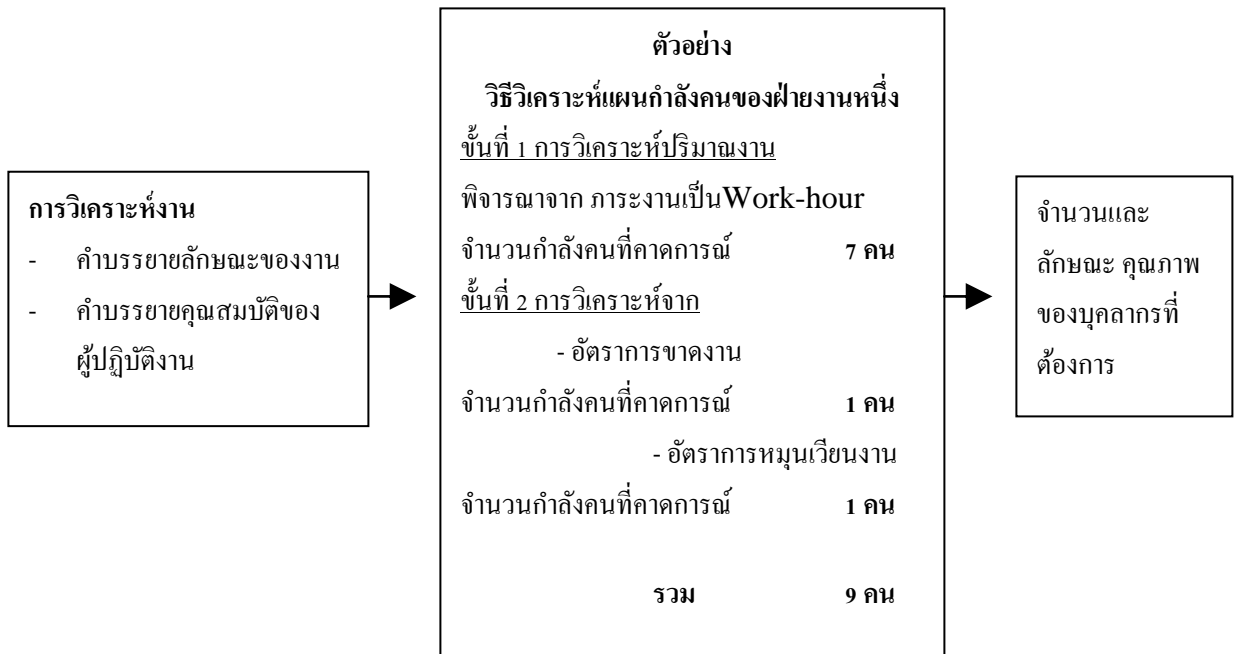 การวิเคราะห์งาน
- คำบรรยายลักษณะของงาน
- คำบรรยายคุณสมบัติของ
ผู้ปฏิบัติงาน
ตัวอย่าง
วิธีวิเคราะห์แผนกำลังคนของฝ่ายงานหนึ่ง
ขั้นที่ 1 การวิเคราะห์ปริมาณงาน
พิจารณาจาก ภาระงานเป็นWork-hour
จำนวนกำลังคนที่คาดการณ์ 7 คน
ขั้นที่ 2 การวิเคราะห์จาก
- อัตราการขาดงาน
จำนวนกำลังคนที่คาดการณ์ 1 คน
- อัตราการหมุนเวียนงาน
จำนวนกำลังคนที่คาดการณ์ 1 คน
รวม 9 คน
จำนวนและ
ลักษณะ คุณภาพ
ของบุคลากรที่
ต้องการ